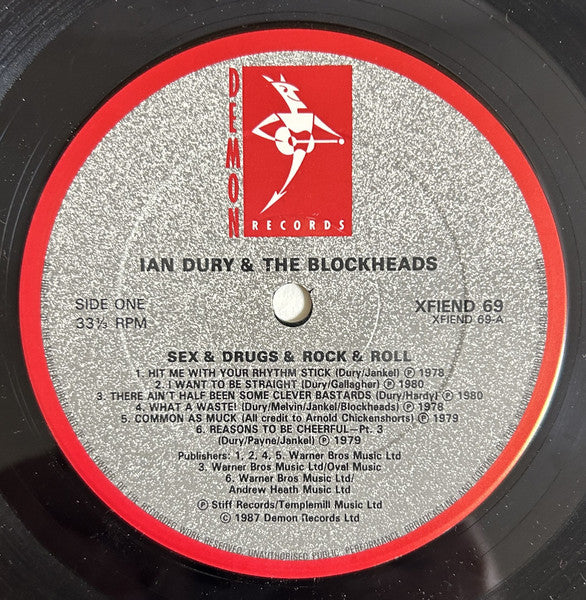 DEMON
RECORDS
IAN DURY & THE BLOCKHEADS
SIDE ONE
33⅓ RPM
XFIEND 69
XFIEND 69-A
SEX & DRUGS & ROCK & ROLL
1. HIT ME WITH YOUR RHYTHM STICK (Dury/Jankel) Ⓟ 1978
2. I WANT TO BE STRAIGHT (Dury/Gallagher) Ⓟ 1980
3. THERE AIN'T HALF BEEN SOME CLEVER BASTARDS (Dury/Hardy) Ⓟ 1978
4. WHAT A WASTE! (Dury/Melvin/Jankel/Blockheads) Ⓟ 1978
5. COMMON AS MUCK (All credit to Arnold Chickenshorts) Ⓟ 1979
6. REASONS TO BE CHEERFUL—Pt. 3
(Dury/Payne/Jankel) Ⓟ 1979
Publishers: 1, 2, 4, 5. Warner Bros Music Ltd
3. Warner Bros Music Ltd/Oval Music
6. Warner Bros Music Ltd/
Andrew Heath Music Ltd
Ⓟ Stiff Records/Templemill Music Ltd
© 1987 Demon Records Ltd
RESERVED. UNAUTHORISED PUBLIC PERFORMANCE